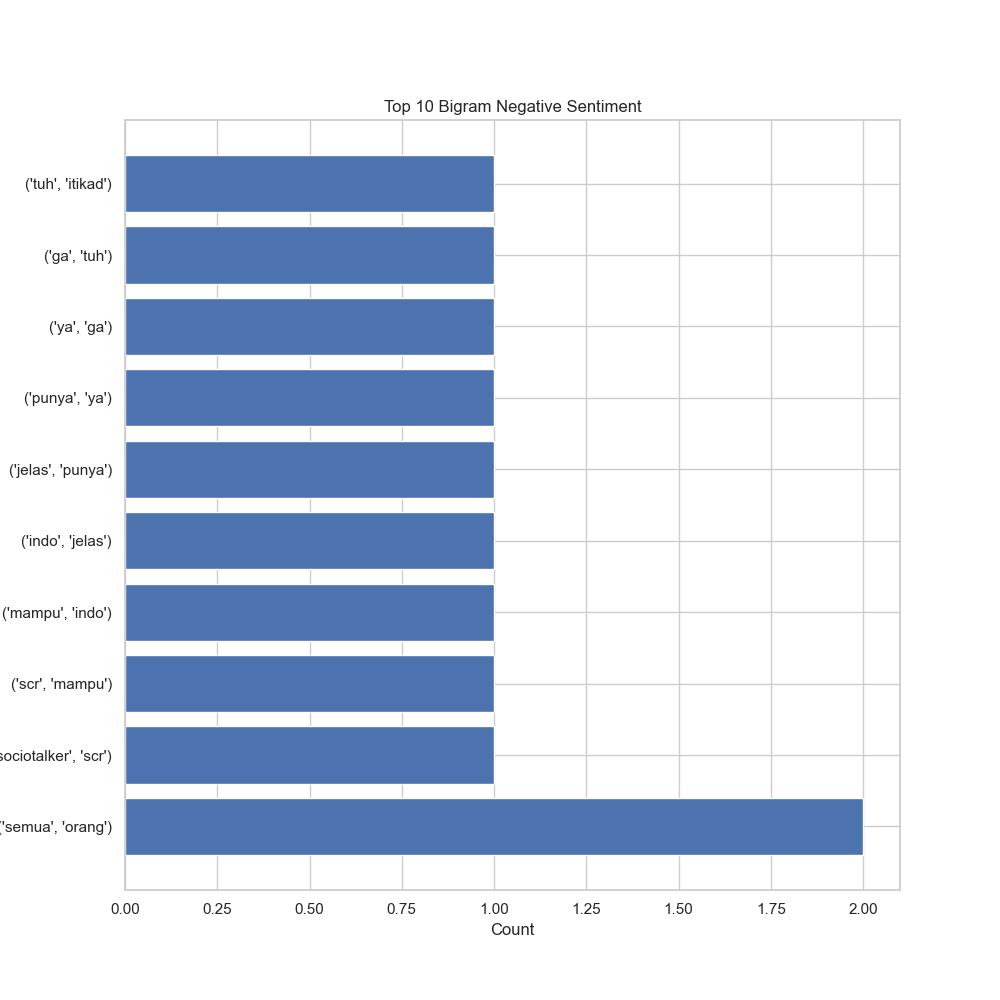 Top 10 Bigram Negative Sentiment
('tuh', 'itikad')
('ga', 'tuh')
('ya', 'ga')
('punya', 'ya')
('jelas', 'punya')
('indo', 'jelas')
('mampu', 'indo')
('scr', 'mampu')
sociotalker', 'scr')
('semua', 'orang')
0.00 0.25 0.50 0.75 1.00 1.25 1.50 1.75 2.00
Count